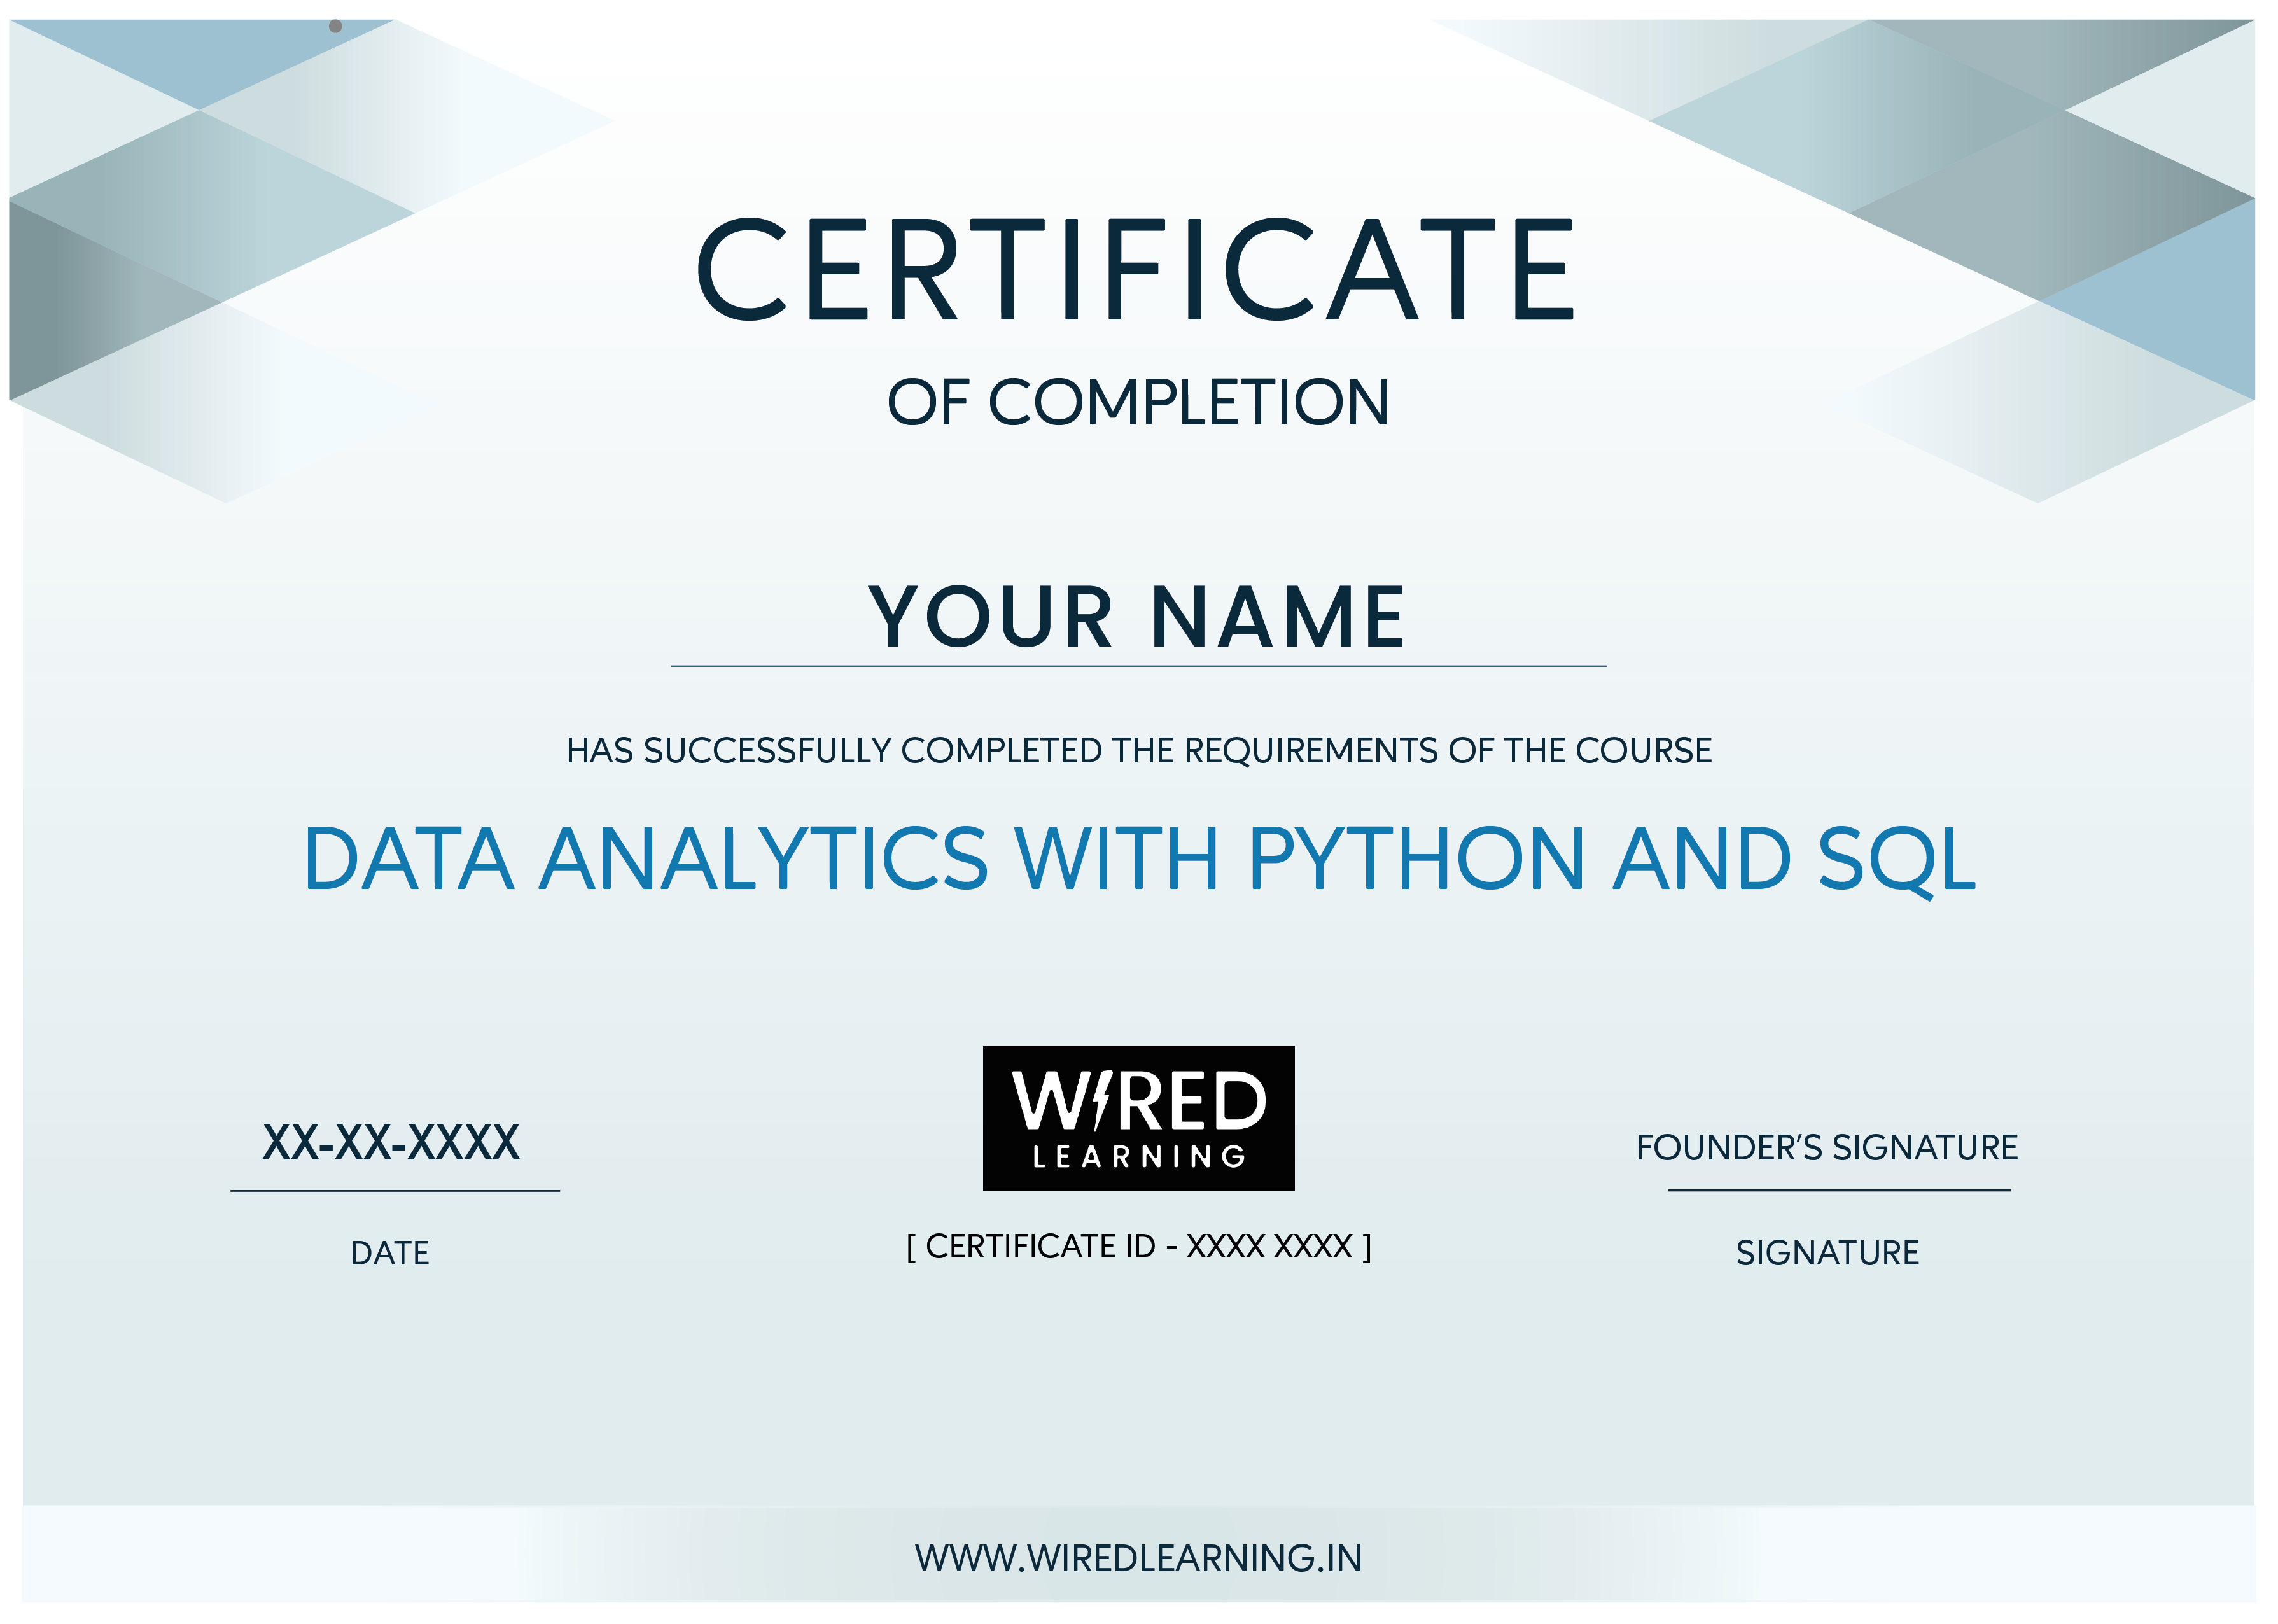 CERTIFICATE
OF COMPLETION
YOUR NAME
HAS SUCCESSFULLY COMPLETED THE REQUIREMENTS OF THE COURSE
DATA ANALYTICS WITH PYTHON AND SQL
XX-XX-XXXX
DATE
WIRED
LEARNING
[ CERTIFICATE ID - XXXX XXXX ]
FOUNDER’S SIGNATURE
SIGNATURE
WWW.WIREDLEARNING.IN